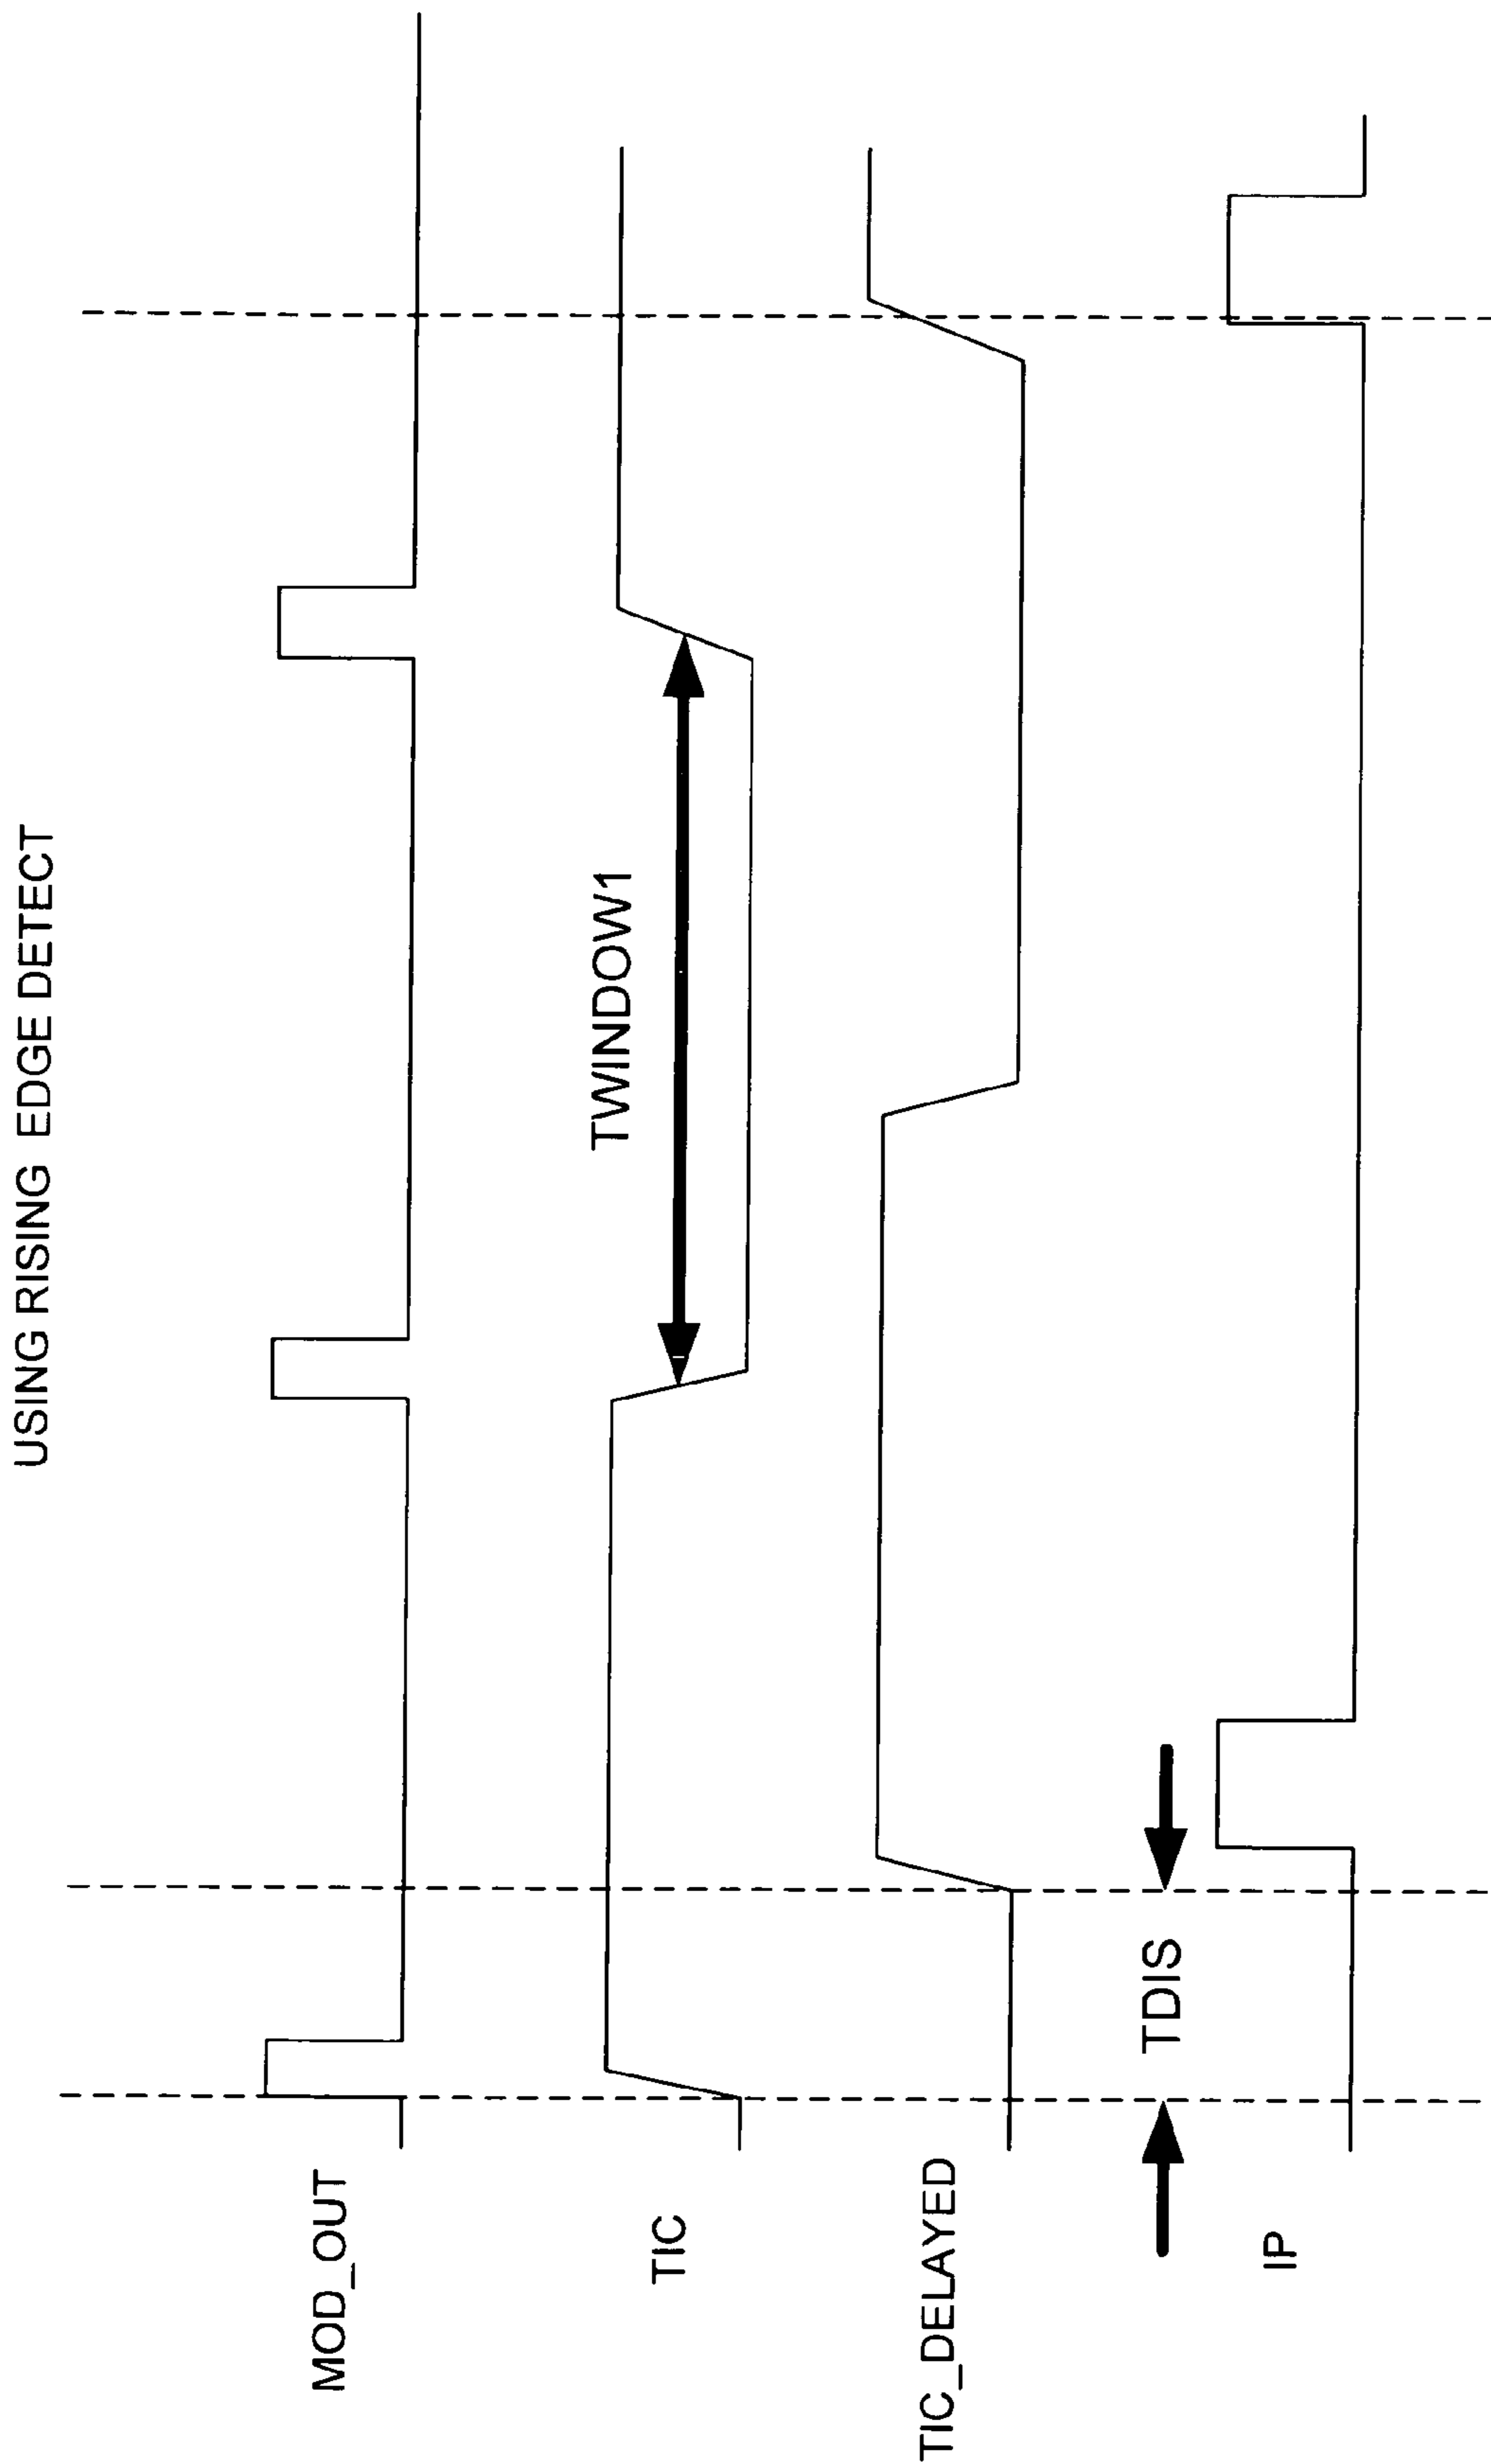 USING RISING EDGE DETECT
MOD_OUT
TIC
TWINDOW1
TIC_DELAYED
TDIS
IP